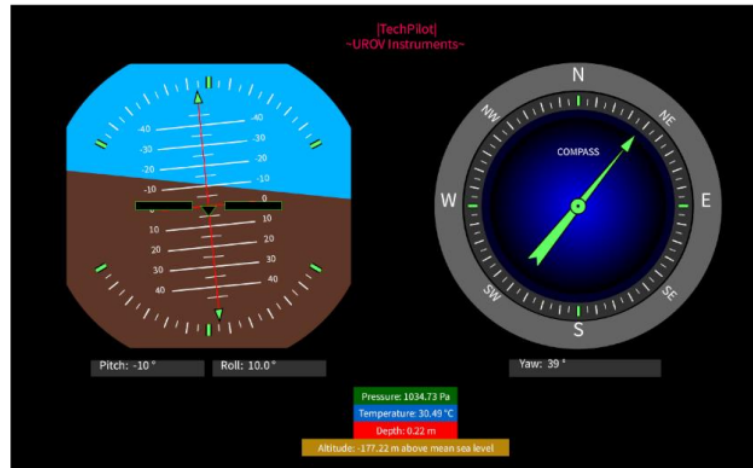 |TechPilot|
~UROV Instruments~
-40 -40
-30 -30
-20 -20
-10 -10
0 0
10 10
20 20
30 30
40 40
N
NW NE
COMPASS
W E
SW SE
S
Pitch: -10 °
Roll: 10.0 °
Yaw: 39 °
Pressure: 1034.73 Pa
Temperature: 30.49 °C
Depth: 0.22 m
Altitude: -177.22 m above mean sea level